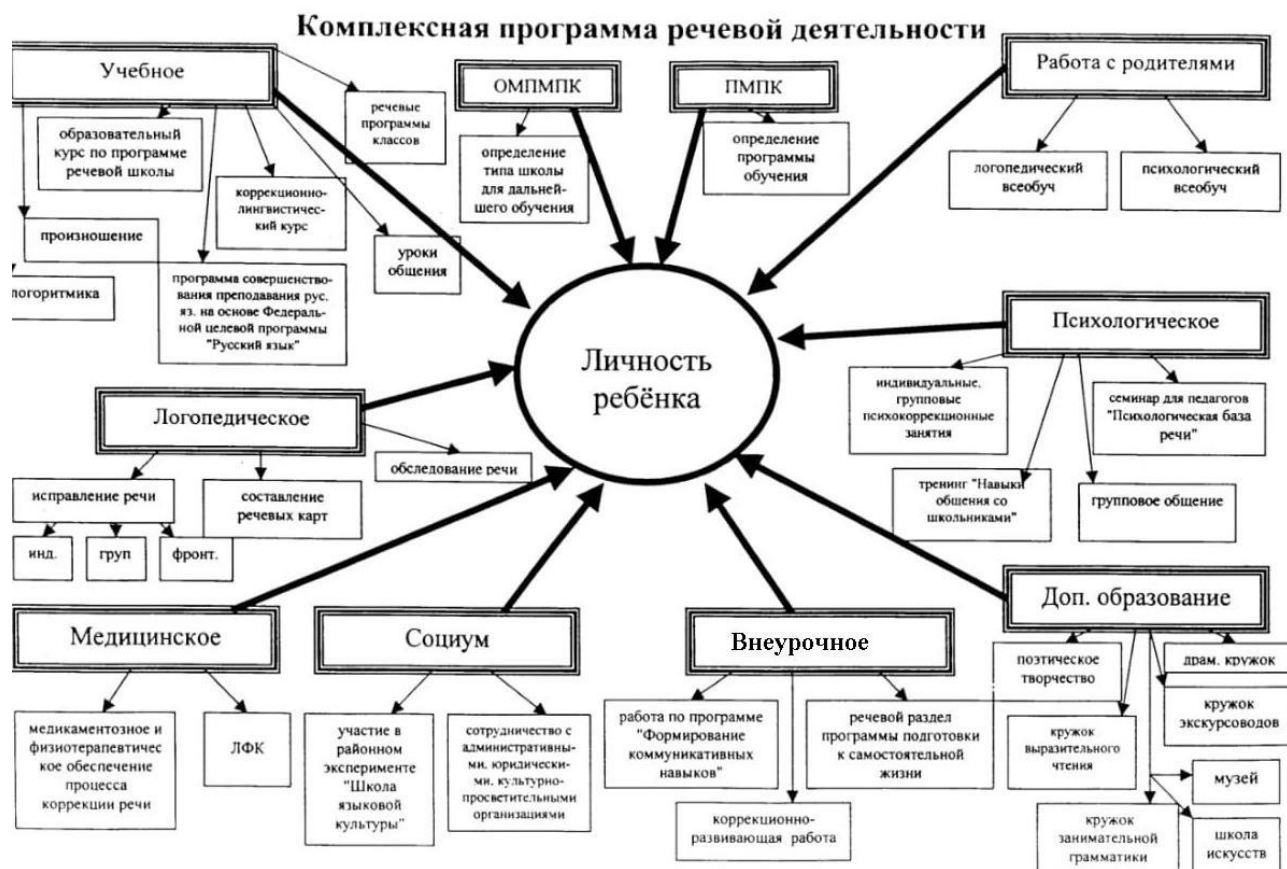 Комплексная программа речевой деятельности
Учебное
ОМПМПК
ПМПК
Работа с родителями
речевые
программы
классов
образовательный
курс по программе
речевой школы
определение
типа школы
для дальней-
шего обучения
определение
программы
обучения
логопедический
всеобуч
психологический
всеобуч
коррекционно-
лингвистичес-
кий курс
произношение
уроки
общения
логоритмика
программа совершенство-
вания преподавания рус.
яз. на основе Федераль-
ной целевой программы
"Русский язык"
Личность
ребёнка
Психологическое
индивидуальные,
групповые
психокоррекционные
занятия
семинар для педагогов
"Психологическая база
речи"
тренинг "Навыки
общения со
школьниками"
групповое общение
Логопедическое
обследование речи
исправление речи
составление
речевых карт
инд.
груп
фронт.
Медицинское
Социум
Внеурочное
Доп. образование
медикаментозное и
физиотерапевтичес
кое обеспечение
процесса
коррекции речи
ЛФК
участие в
районном
эксперименте
"Школа
языковой
культуры"
сотрудничество с
административны-
ми, юридически-
ми, культурно-
просветительными
организациями
работа по программе
"Формирование
коммуникативных
навыков"
речевой раздел
программы подготовки
к самостоятельной
жизни
коррекционно-
развивающая работа
поэтическое
творчество
драм. кружок
кружок
экскурсоводов
кружок
выразительного
чтения
музей
кружок
занимательной
грамматики
школа
искусств